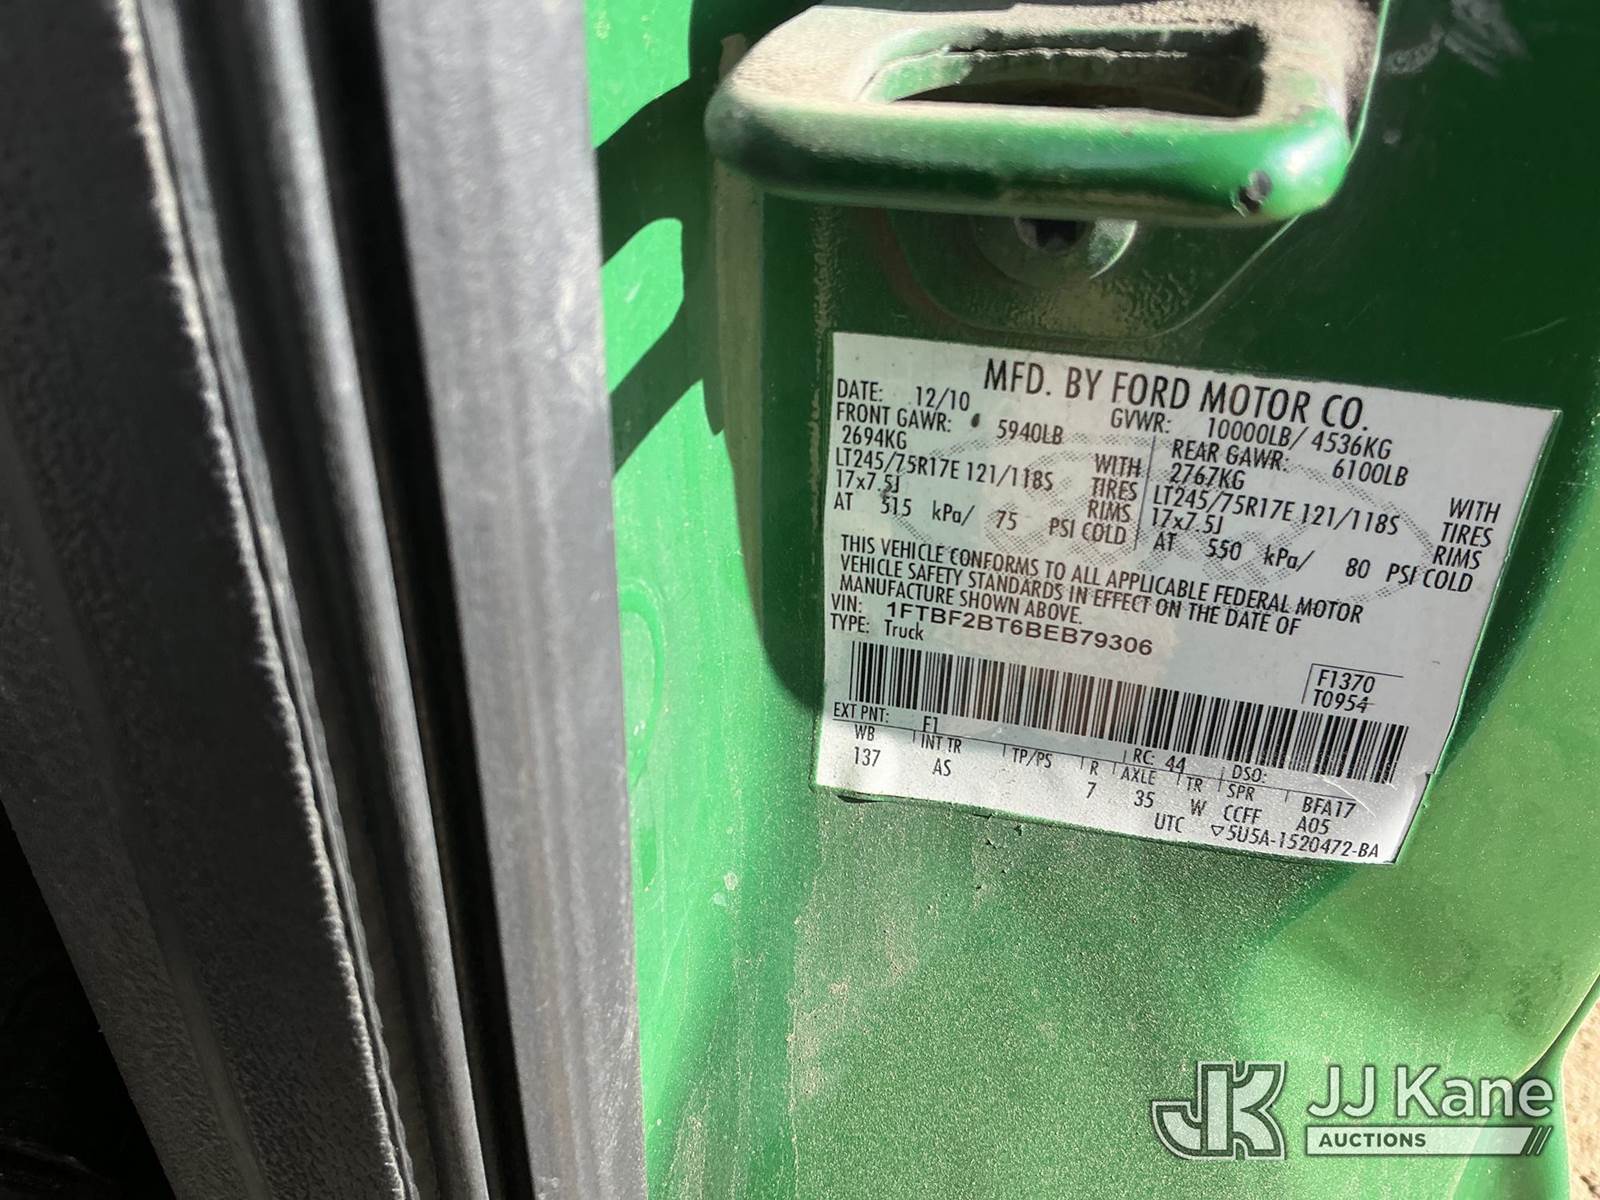 MFD. BY FORD MOTOR CO.
DATE: 12/10 GVWR: 10000LB/ 4536KG
FRONT GAWR: 5940LB REAR GAWR: 6100LB
2694KG WITH 2767KG WITH
LT245/75R17E 121/118S TIRES LT245/75R17E 121/118S TIRES
17x7.5J RIMS 17x7.5J RIMS
AT 515 kPa/ 75 PSI COLD AT 550 kPa/ 80 PSI COLD
THIS VEHICLE CONFORMS TO ALL APPLICABLE FEDERAL MOTOR
VEHICLE SAFETY STANDARDS IN EFFECT ON THE DATE OF
MANUFACTURE SHOWN ABOVE.
VIN: 1FTBF2BT6BEB79306
TYPE: Truck
F1370
T0954
EXT PNT: F1 RC: 44 DSO:
WB INT TR TP/PS R AXLE TR SPR BFA17
137 AS 7 35 W CCFF A05
UTC ▽5U5A-1520472-BA
JK JJ Kane
AUCTIONS